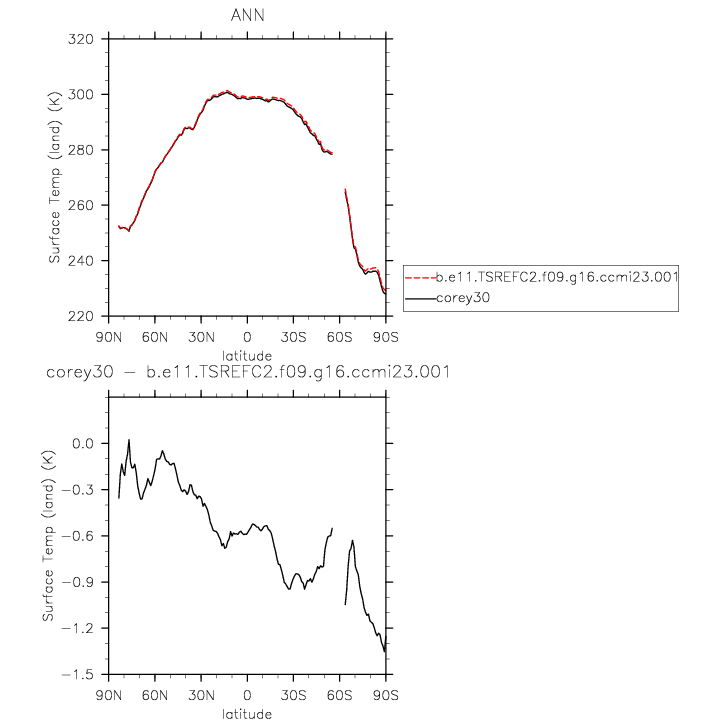 ANN
320
300
280
260
240
220
Surface Temp (land) (K)
90N 60N 30N 0 30S 60S 90S
latitude
b.e11.TSREFC2.f09.g16.ccmi23.001
corey30
corey30 − b.e11.TSREFC2.f09.g16.ccmi23.001
0.0
−0.3
−0.6
−0.9
−1.2
−1.5
Surface Temp (land) (K)
90N 60N 30N 0 30S 60S 90S
latitude